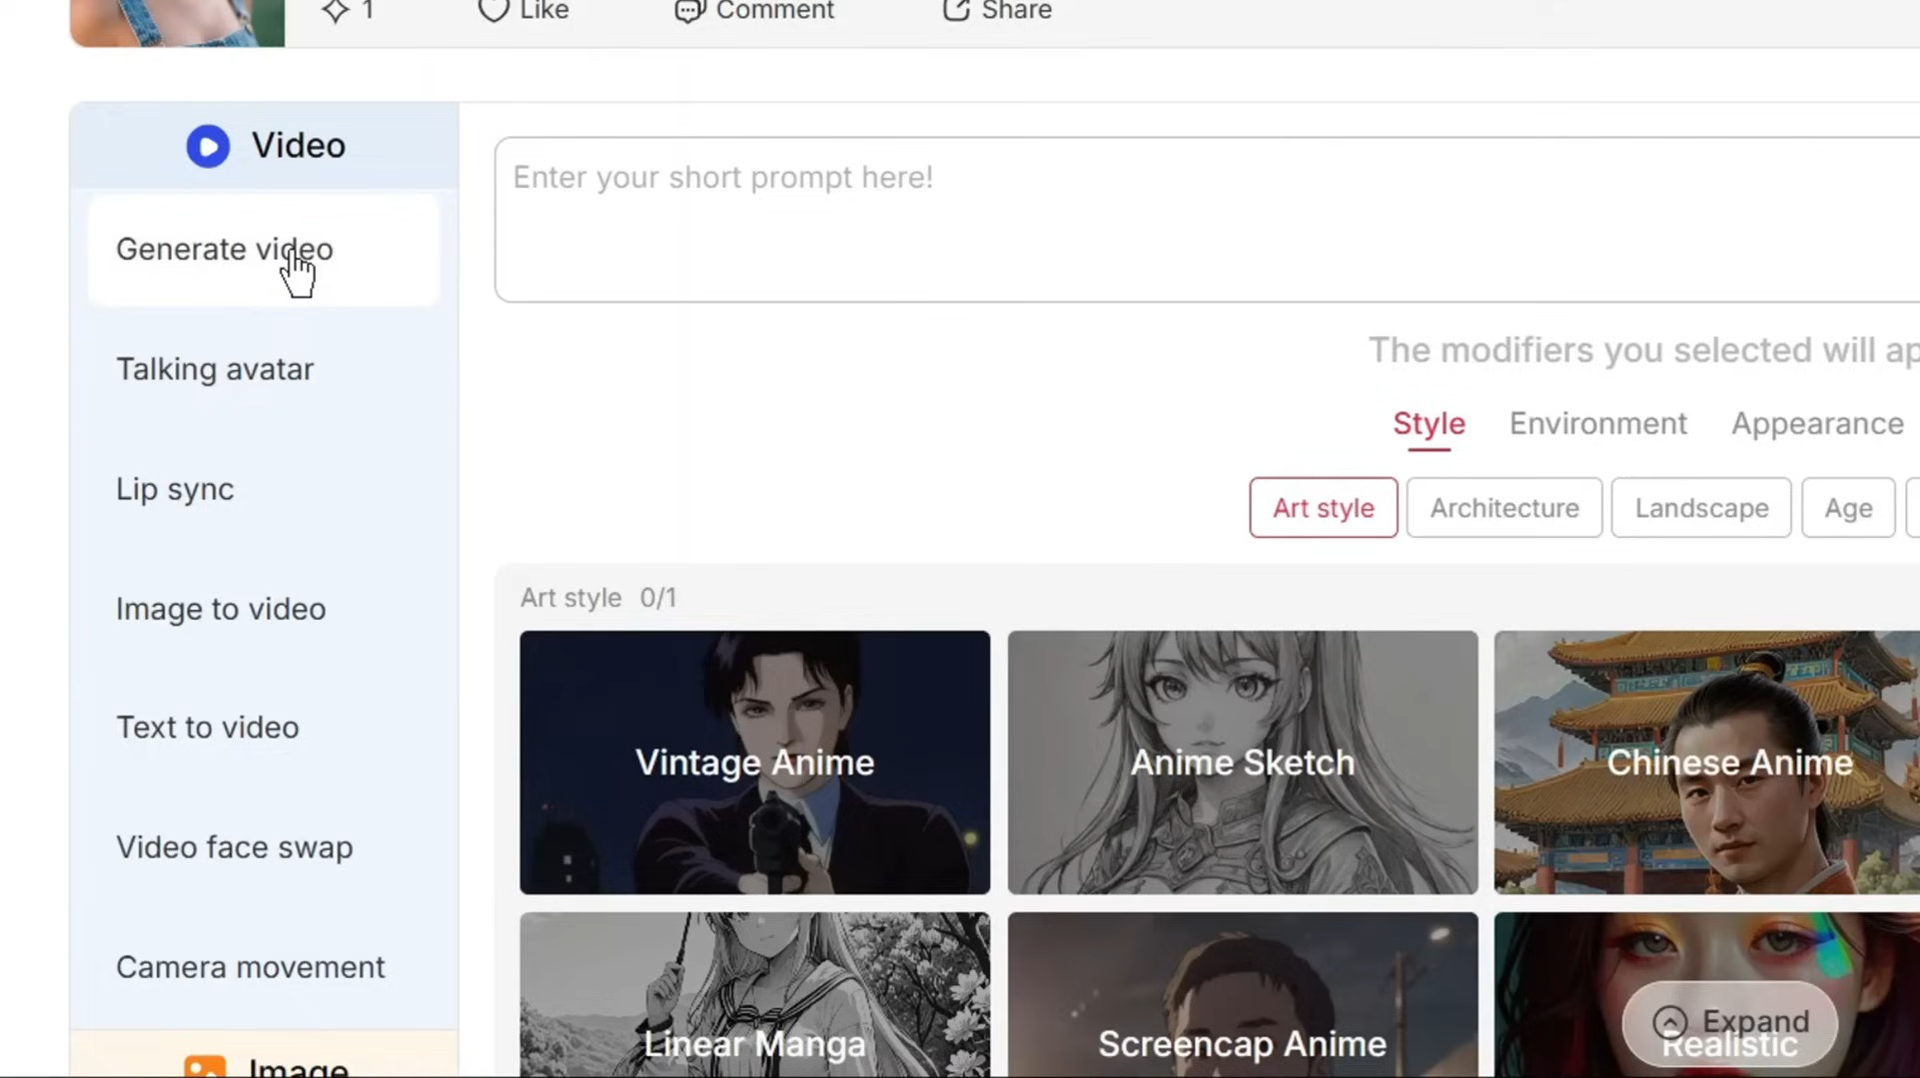 1 Like Comment Share
Video
Generate video
Talking avatar
Lip sync
Image to video
Text to video
Video face swap
Camera movement
Image
Enter your short prompt here!
The modifiers you selected will ap
Style Environment Appearance
Art style Architecture Landscape Age
Art style 0/1
Vintage Anime Anime Sketch Chinese Anime
Linear Manga Screencap Anime Realistic
Expand